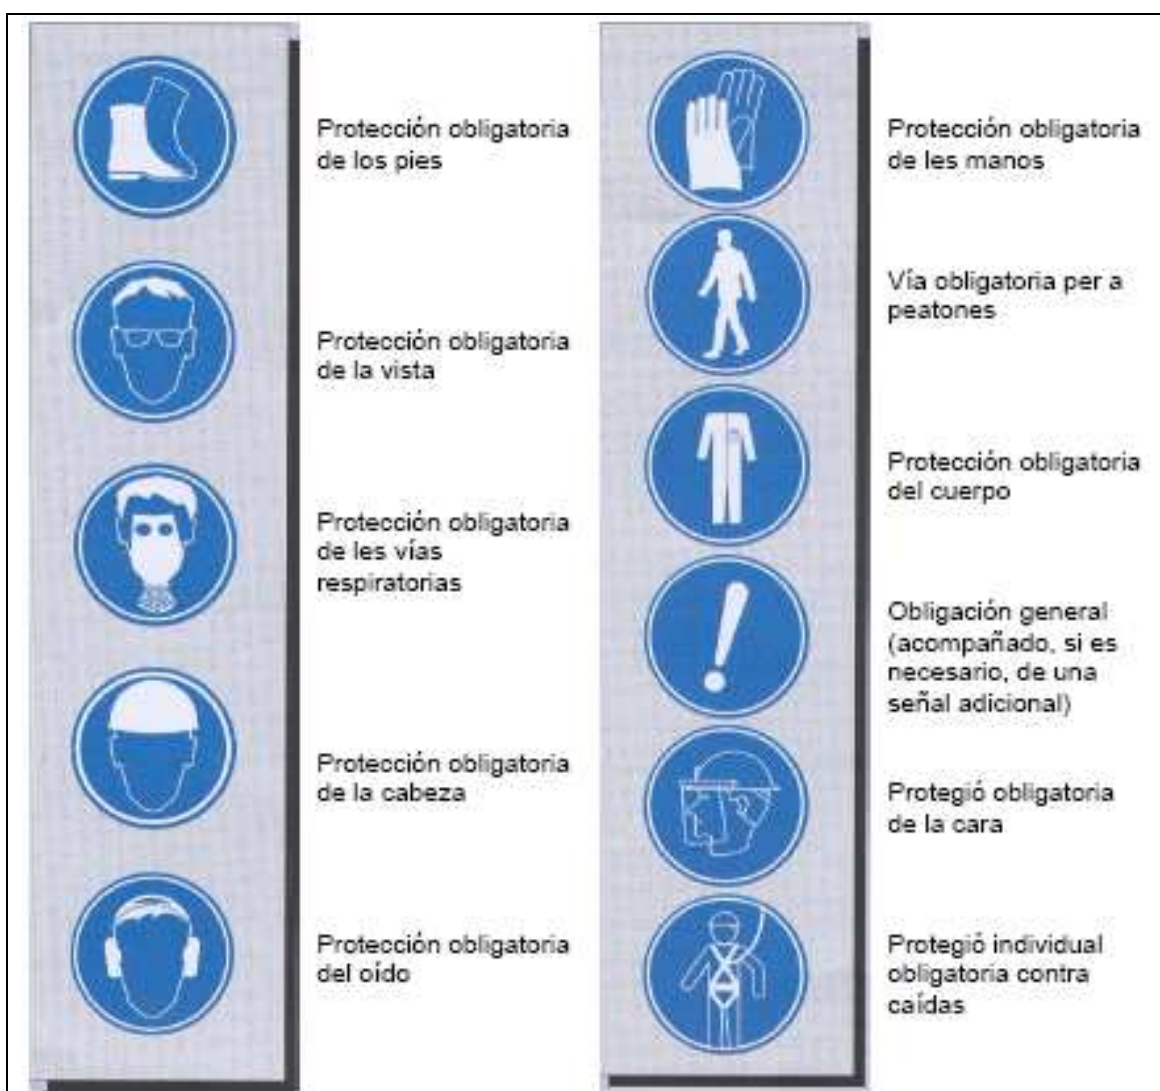 Protección obligatoria
de los pies
Protección obligatoria
de la vista
Protección obligatoria
de les vías
respiratorias
Protección obligatoria
de la cabeza
Protección obligatoria
del oído
Protección obligatoria
de les manos
Vía obligatoria per a
peatones
Protección obligatoria
del cuerpo
Obligación general
(acompañado, si es
necesario, de una
señal adicional)
Protegió obligatoria
de la cara
Protegió individual
obligatoria contra
caídas